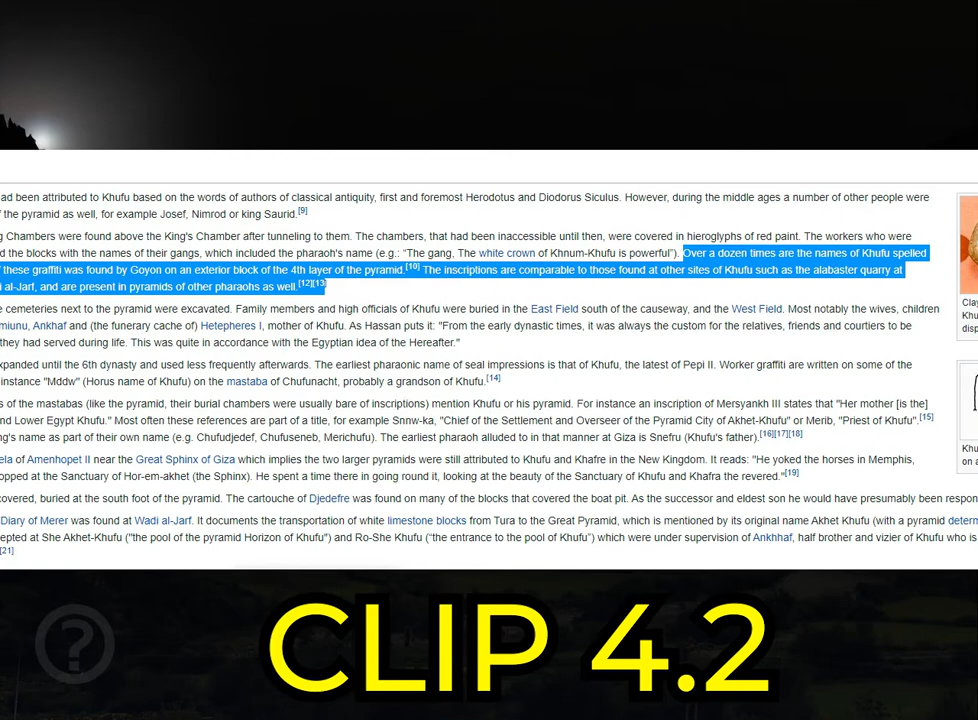 ad been attributed to Khufu based on the words of authors of classical antiquity, first and foremost Herodotus and Diodorus Siculus. However, during the middle ages a number of other people were
f the pyramid as well, for example Josef, Nimrod or king Saurid.[9]
g Chambers were found above the King's Chamber after tunneling to them. The chambers, that had been inaccessible until then, were covered in hieroglyphs of red paint. The workers who were
d the blocks with the names of their gangs, which included the pharaoh's name (e.g.: "The gang, The white crown of Khnum-Khufu is powerful"). Over a dozen times are the names of Khufu spelled
f these graffiti was found by Goyon on an exterior block of the 4th layer of the pyramid.[10] The inscriptions are comparable to those found at other sites of Khufu such as the alabaster quarry at
i al-Jarf, and are present in pyramids of other pharaohs as well.[12][13]
e cemeteries next to the pyramid were excavated. Family members and high officials of Khufu were buried in the East Field south of the causeway, and the West Field. Most notably the wives, children
miunu, Ankhaf and (the funerary cache of) Hetepheres I, mother of Khufu. As Hassan puts it: "From the early dynastic times, it was always the custom for the relatives, friends and courtiers to be
they had served during life. This was quite in accordance with the Egyptian idea of the Hereafter."
xpanded until the 6th dynasty and used less frequently afterwards. The earliest pharaonic name of seal impressions is that of Khufu, the latest of Pepi II. Worker graffiti are written on some of the
instance "Mddw" (Horus name of Khufu) on the mastaba of Chufunacht, probably a grandson of Khufu.[14]
s of the mastabas (like the pyramid, their burial chambers were usually bare of inscriptions) mention Khufu or his pyramid. For instance an inscription of Mersyankh III states that "Her mother [is the]
nd Lower Egypt Khufu." Most often these references are part of a title, for example Snnw-ka, "Chief of the Settlement and Overseer of the Pyramid City of Akhet-Khufu" or Merib, "Priest of Khufu".[15]
ng's name as part of their own name (e.g. Chufudjedef, Chufuseneb, Merichufu). The earliest pharaoh alluded to in that manner at Giza is Snefru (Khufu's father).[16][17][18]
ela of Amenhopet II near the Great Sphinx of Giza which implies the two larger pyramids were still attributed to Khufu and Khafre in the New Kingdom. It reads: "He yoked the horses in Memphis,
opped at the Sanctuary of Hor-em-akhet (the Sphinx). He spent a time there in going round it, looking at the beauty of the Sanctuary of Khufu and Khafra the revered."[19]
covered, buried at the south foot of the pyramid. The cartouche of Djedefre was found on many of the blocks that covered the boat pit. As the successor and eldest son he would have presumably been respon
Diary of Merer was found at Wadi al-Jarf. It documents the transportation of white limestone blocks from Tura to the Great Pyramid, which is mentioned by its original name Akhet Khufu (with a pyramid determ
epted at She Akhet-Khufu ("the pool of the pyramid Horizon of Khufu") and Ro-She Khufu ("the entrance to the pool of Khufu") which were under supervision of Ankhhaf, half brother and vizier of Khufu who is
[21]
Clay
Khu
disp
Khu
on a
?
CLIP 4.2